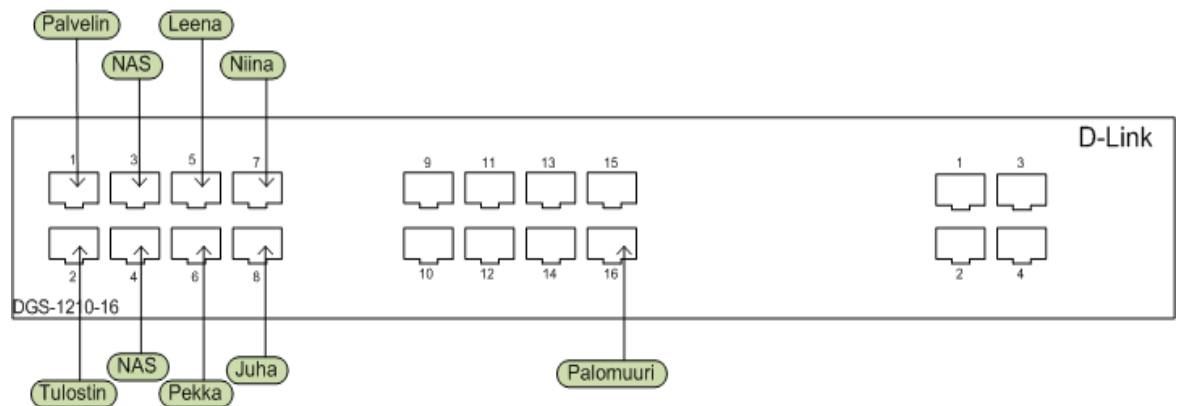 Palvelin Leena
NAS Niina
D-Link
1 3 5 7 9 11 13 15 1 3
2 4 6 8 10 12 14 16 2 4
DGS-1210-16
NAS Juha Palomuuri
Tulostin Pekka